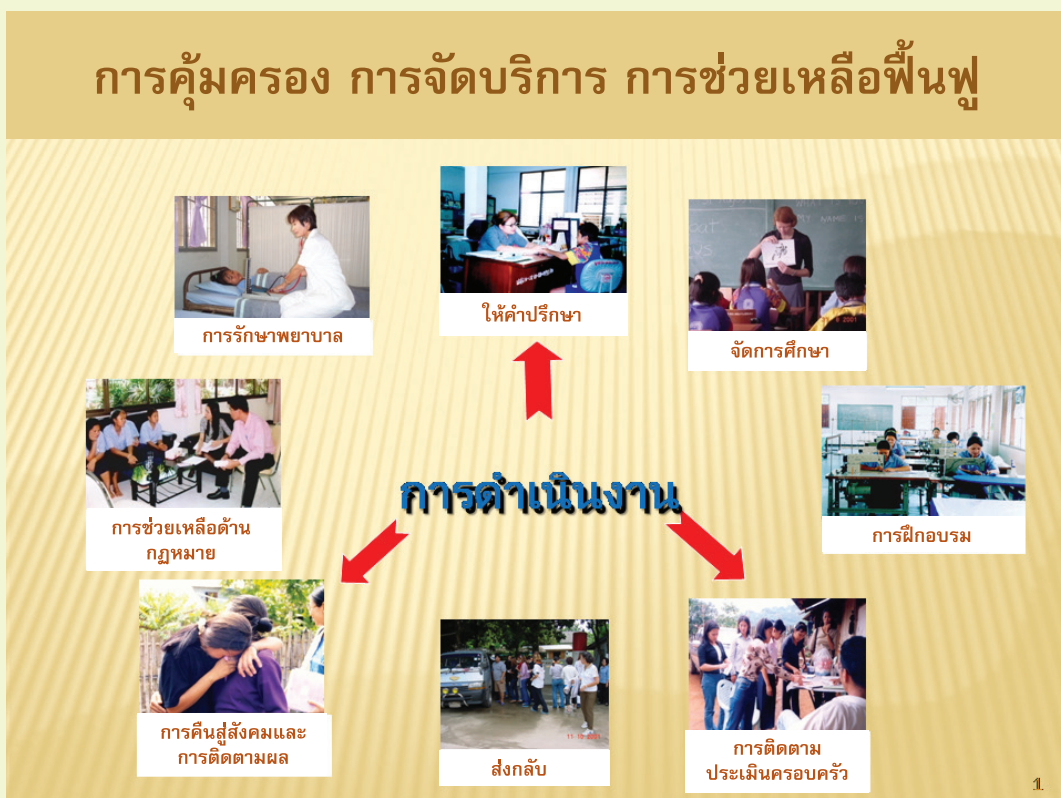 การคุ้มครอง การจัดบริการ การช่วยเหลือฟื้นฟู
การรักษาพยาบาล
ให้คำปรึกษา
MY NAME IS
จัดการศึกษา
การช่วยเหลือด้าน
กฎหมาย
การดำเนินงาน
การฝึกอบรม
การคืนสู่สังคมและ
การติดตามผล
ส่งกลับ
การติดตาม
ประเมินครอบครัว
1